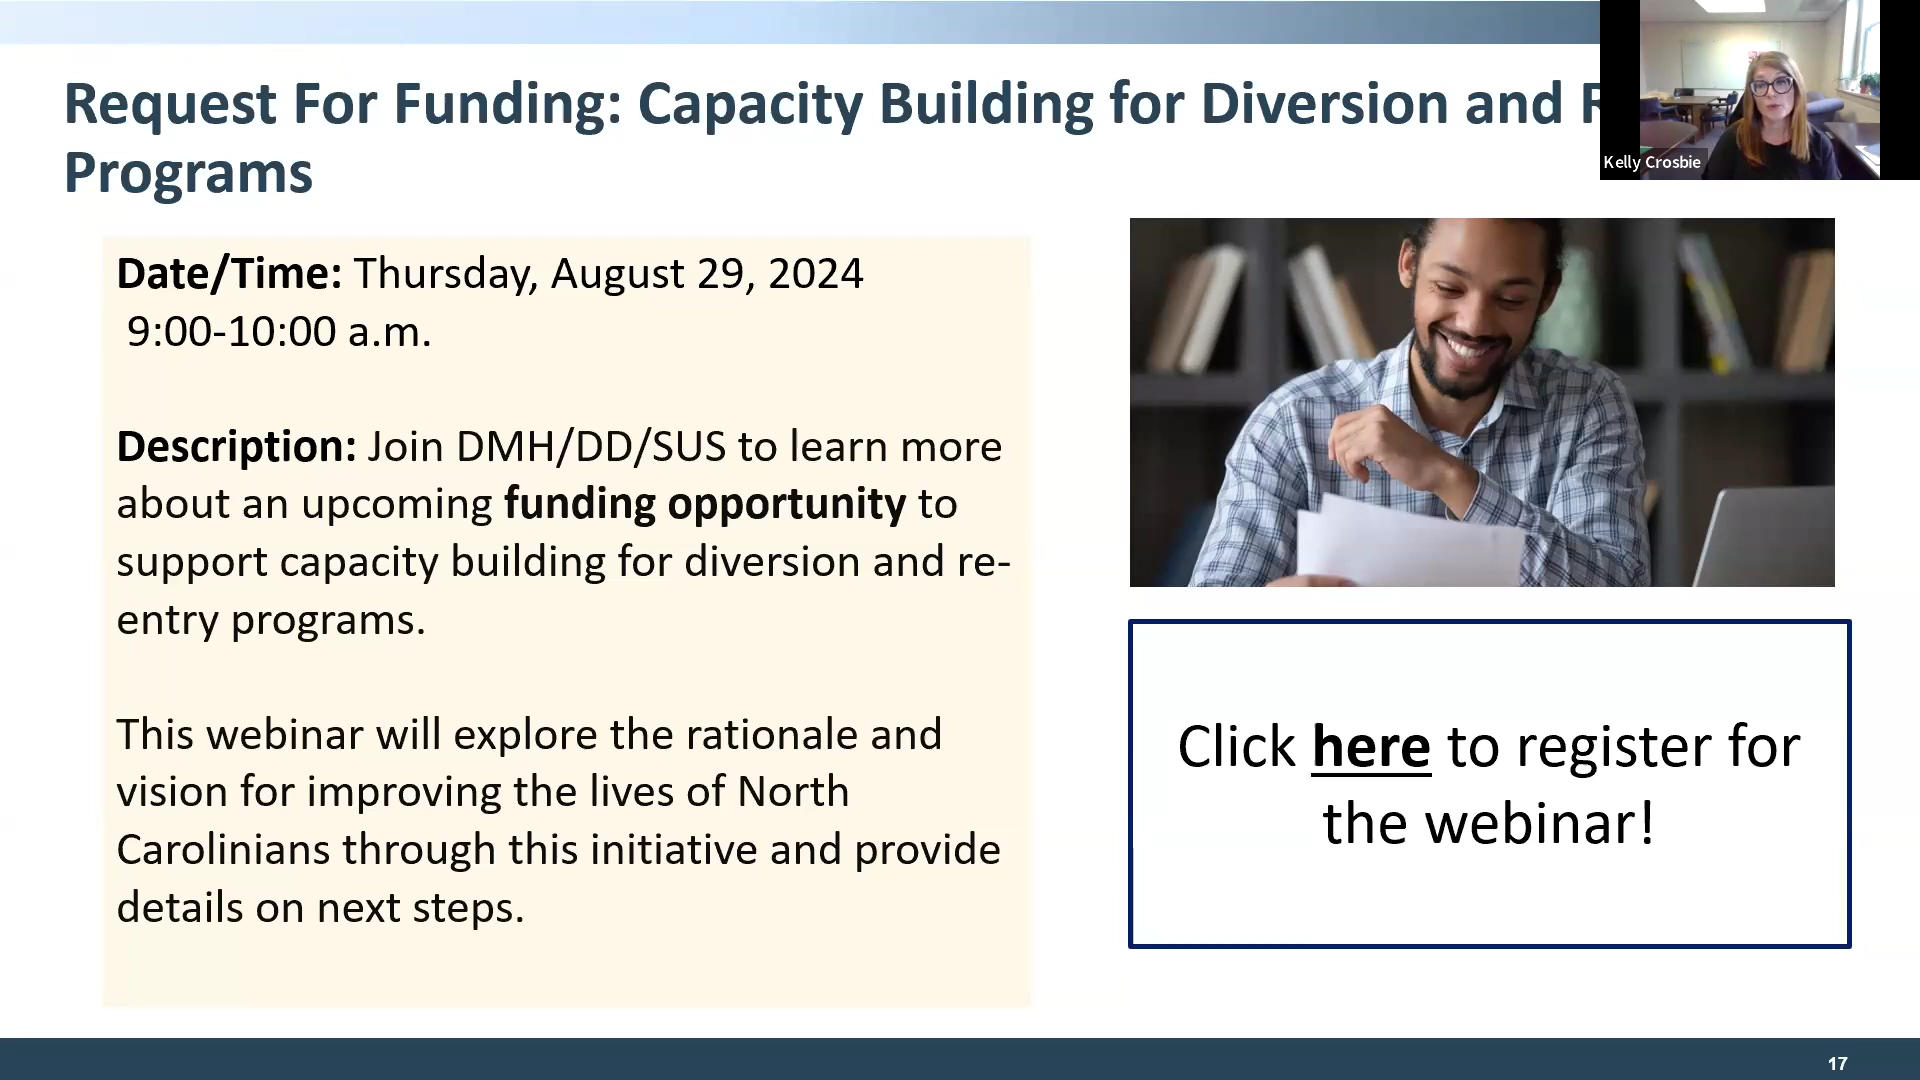 Request For Funding: Capacity Building for Diversion and
Programs
Kelly Crosbie
Date/Time: Thursday, August 29, 2024
9:00-10:00 a.m.
Description: Join DMH/DD/SUS to learn more
about an upcoming funding opportunity to
support capacity building for diversion and re-
entry programs.
This webinar will explore the rationale and
vision for improving the lives of North
Carolinians through this initiative and provide
details on next steps.
Click here to register for
the webinar!
17